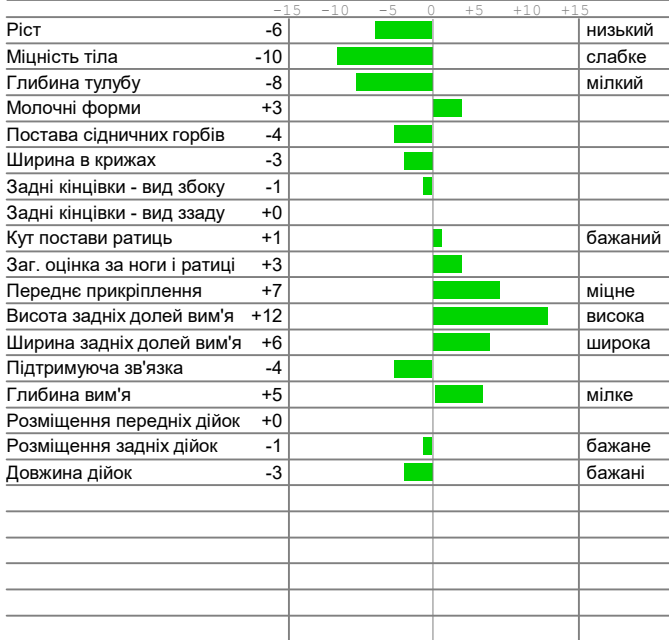 -15 -10 -5 0 +5 +10 +15
Ріст -6 низький
Міцність тіла -10 слабке
Глибина тулубу -8 мілкий
Молочні форми +3
Постава сідничних горбів -4
Ширина в крижах -3
Задні кінцівки - вид збоку -1
Задні кінцівки - вид ззаду +0
Кут постави ратиць +1 бажаний
Заг. оцінка за ноги і ратиці +3
Переднє прикріплення +7 міцне
Висота задніх долей вим'я +12 висока
Ширина задніх долей вим'я +6 широка
Підтримуюча зв'язка -4
Глибина вим'я +5 мілке
Розміщення передніх дійок +0
Розміщення задніх дійок -1 бажане
Довжина дійок -3 бажані